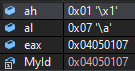 ah 0x01 '\x1'
al 0x07 '\a'
eax 0x04050107
MyId 0x04050107